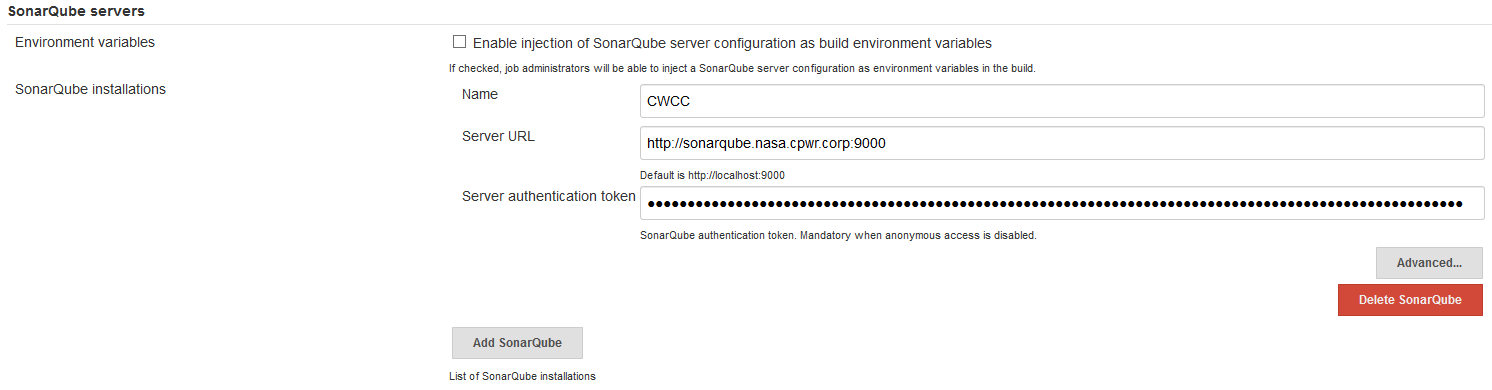 SonarQube servers
Environment variables
Enable injection of SonarQube server configuration as build environment variables
If checked, job administrators will be able to inject a SonarQube server configuration as environment variables in the build.
SonarQube installations
Name
CWCC
Server URL
http://sonarqube.nasa.cpwr.corp:9000
Default is http://localhost:9000
Server authentication token
SonarQube authentication token. Mandatory when anonymous access is disabled.
Advanced...
Delete SonarQube
Add SonarQube
List of SonarQube installations